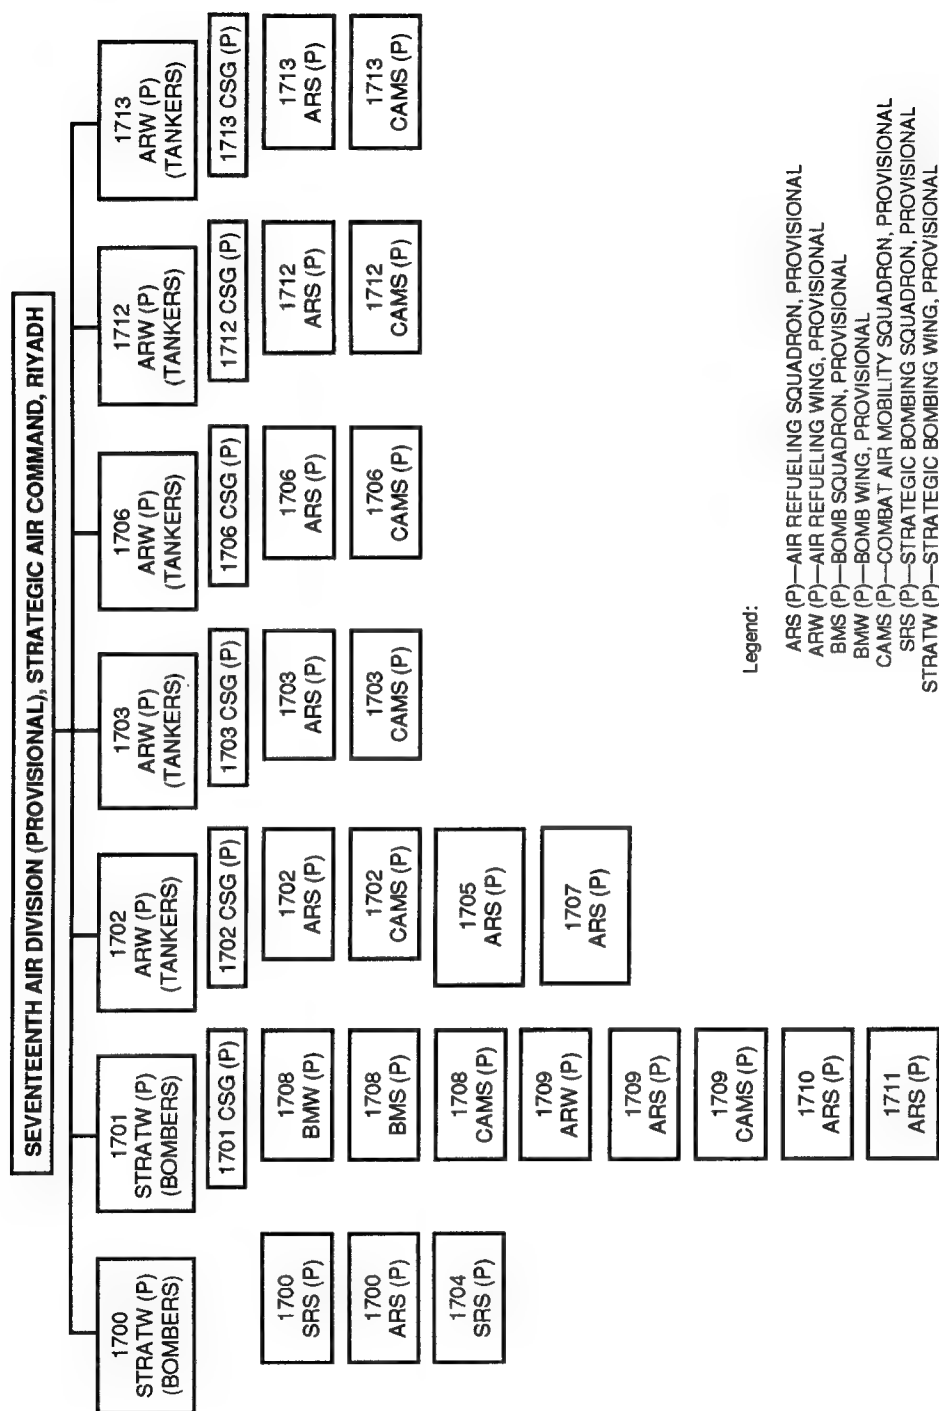 SEVENTEENTH AIR DIVISION (PROVISIONAL), STRATEGIC AIR COMMAND, RIYADH
1700
STRATW (P)
(BOMBERS)
1700
SRS (P)
1700
ARS (P)
1704
SRS (P)
1701
STRATW (P)
(BOMBERS)
1701 CSG (P)
1708
BMW (P)
1708
BMS (P)
1708
CAMS (P)
1709
ARW (P)
1709
ARS (P)
1709
CAMS (P)
1710
ARS (P)
1711
ARS (P)
1702
ARW (P)
(TANKERS)
1702 CSG (P)
1702
ARS (P)
1702
CAMS (P)
1705
ARS (P)
1707
ARS (P)
1703
ARW (P)
(TANKERS)
1703 CSG (P)
1703
ARS (P)
1703
CAMS (P)
1706
ARW (P)
(TANKERS)
1706 CSG (P)
1706
ARS (P)
1706
CAMS (P)
1712
ARW (P)
(TANKERS)
1712 CSG (P)
1712
ARS (P)
1712
CAMS (P)
1713
ARW (P)
(TANKERS)
1713 CSG (P)
1713
ARS (P)
1713
CAMS (P)
Legend:
ARS (P)—AIR REFUELING SQUADRON, PROVISIONAL
ARW (P)—AIR REFUELING WING, PROVISIONAL
BMS (P)—BOMB SQUADRON, PROVISIONAL
BMW (P)—BOMB WING, PROVISIONAL
CAMS (P)—COMBAT AIR MOBILITY SQUADRON, PROVISIONAL
SRS (P)—STRATEGIC BOMBING SQUADRON, PROVISIONAL
STRATW (P)—STRATEGIC BOMBING WING, PROVISIONAL